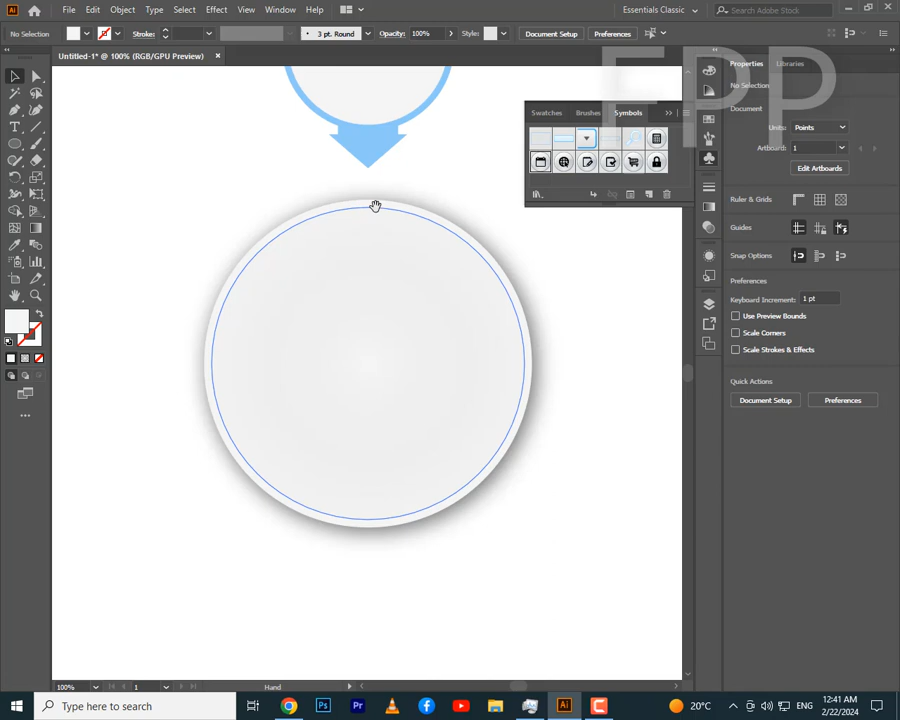 File Edit Object Type Select Effect View Window Help
Essentials Classic
Search Adobe Stock
No Selection
Stroke:
3 pt. Round
Opacity: 100%
Style:
Document Setup
Preferences
Untitled-1* @ 100% (RGB/GPU Preview)
FPP
Swatches Brushes Symbols
Properties Libraries
No Selection
Document
Units: Points
Artboard: 1
Edit Artboards
Ruler & Grids
Guides
Snap Options
Preferences
Keyboard Increment: 1 pt
Use Preview Bounds
Scale Corners
Scale Strokes & Effects
Quick Actions
Document Setup Preferences
100% 1 Hand
Type here to search
20°C
ENG
12:41 AM
2/22/2024